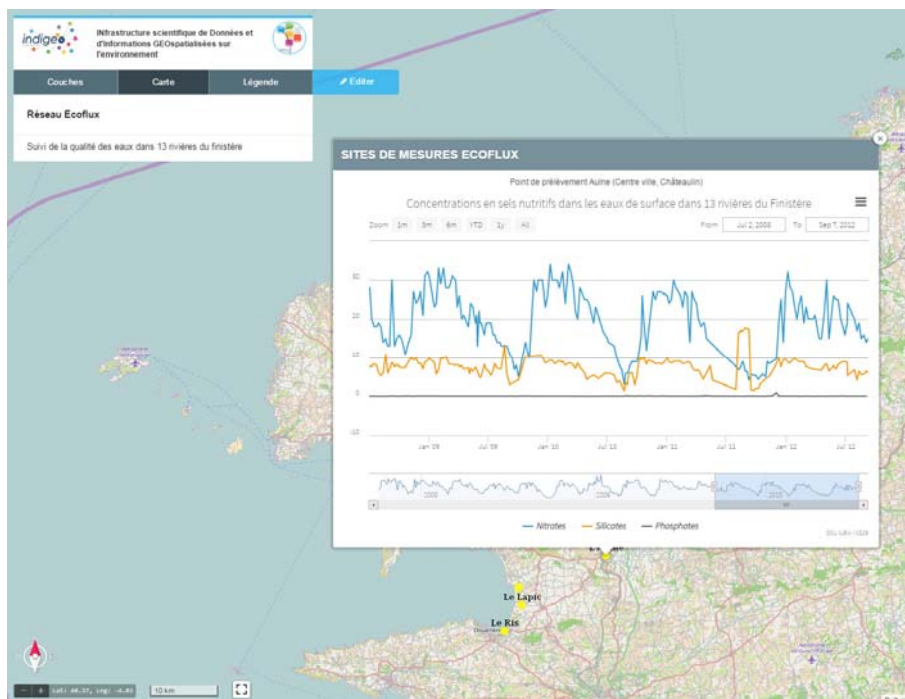 indigeo
INfrastructure scientifique de Données et
d'Informations GEOspatialisées sur
l'environnement
Couches Carte Légende Editer
Réseau Ecoflux
Suivi de la qualité des eaux dans 13 rivières du finistère
SITES DE MESURES ECOFLUX
Point de prélèvement Aulne (Centre ville, Châteaulin)
Concentrations en sels nutritifs dans les eaux de surface dans 13 rivières du Finistère
Zoom 1m 3m 6m YTD 1y All From Jul 2, 2008 To Sep 7, 2012
30
20
10
0
-10
Jan '09 Jul '09 Jan '10 Jul '10 Jan '11 Jul '11 Jan '12 Jul '12
2000 2010
Nitrates Silicates Phosphates
Le Lapic
Le Ris
10 km